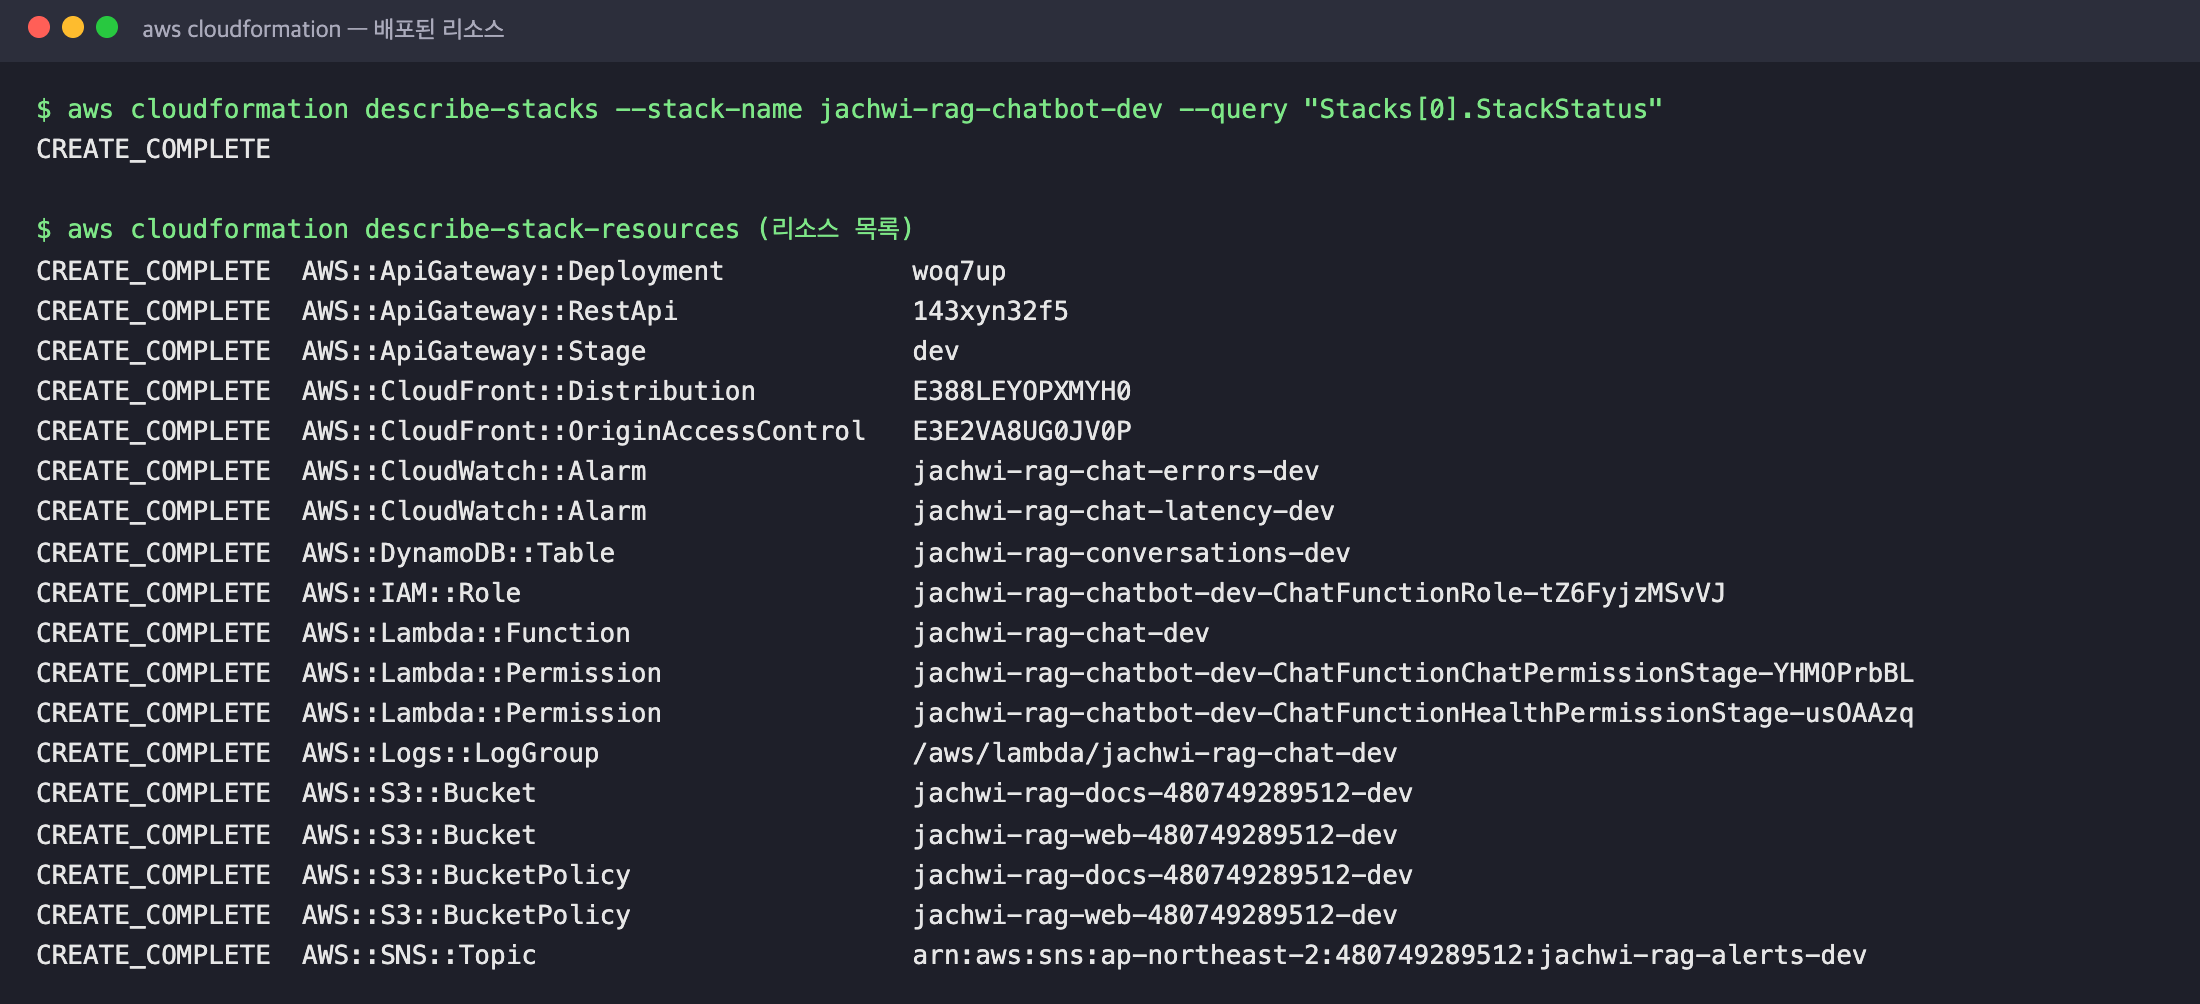 aws cloudformation — 배포된 리소스
$ aws cloudformation describe-stacks --stack-name jachwi-rag-chatbot-dev --query "Stacks[0].StackStatus"
CREATE_COMPLETE
$ aws cloudformation describe-stack-resources (리소스 목록)
CREATE_COMPLETE  AWS::ApiGateway::Deployment            woq7up
CREATE_COMPLETE  AWS::ApiGateway::RestApi               143xyn32f5
CREATE_COMPLETE  AWS::ApiGateway::Stage                 dev
CREATE_COMPLETE  AWS::CloudFront::Distribution          E388LEYOPXMYH0
CREATE_COMPLETE  AWS::CloudFront::OriginAccessControl   E3E2VA8UG0JV0P
CREATE_COMPLETE  AWS::CloudWatch::Alarm                 jachwi-rag-chat-errors-dev
CREATE_COMPLETE  AWS::CloudWatch::Alarm                 jachwi-rag-chat-latency-dev
CREATE_COMPLETE  AWS::DynamoDB::Table                   jachwi-rag-conversations-dev
CREATE_COMPLETE  AWS::IAM::Role                         jachwi-rag-chatbot-dev-ChatFunctionRole-tZ6FyjzMSvVJ
CREATE_COMPLETE  AWS::Lambda::Function                  jachwi-rag-chat-dev
CREATE_COMPLETE  AWS::Lambda::Permission                jachwi-rag-chatbot-dev-ChatFunctionChatPermissionStage-YHMOPrbBL
CREATE_COMPLETE  AWS::Lambda::Permission                jachwi-rag-chatbot-dev-ChatFunctionHealthPermissionStage-usOAAzq
CREATE_COMPLETE  AWS::Logs::LogGroup                    /aws/lambda/jachwi-rag-chat-dev
CREATE_COMPLETE  AWS::S3::Bucket                        jachwi-rag-docs-480749289512-dev
CREATE_COMPLETE  AWS::S3::Bucket                        jachwi-rag-web-480749289512-dev
CREATE_COMPLETE  AWS::S3::BucketPolicy                  jachwi-rag-docs-480749289512-dev
CREATE_COMPLETE  AWS::S3::BucketPolicy                  jachwi-rag-web-480749289512-dev
CREATE_COMPLETE  AWS::SNS::Topic                        arn:aws:sns:ap-northeast-2:480749289512:jachwi-rag-alerts-dev